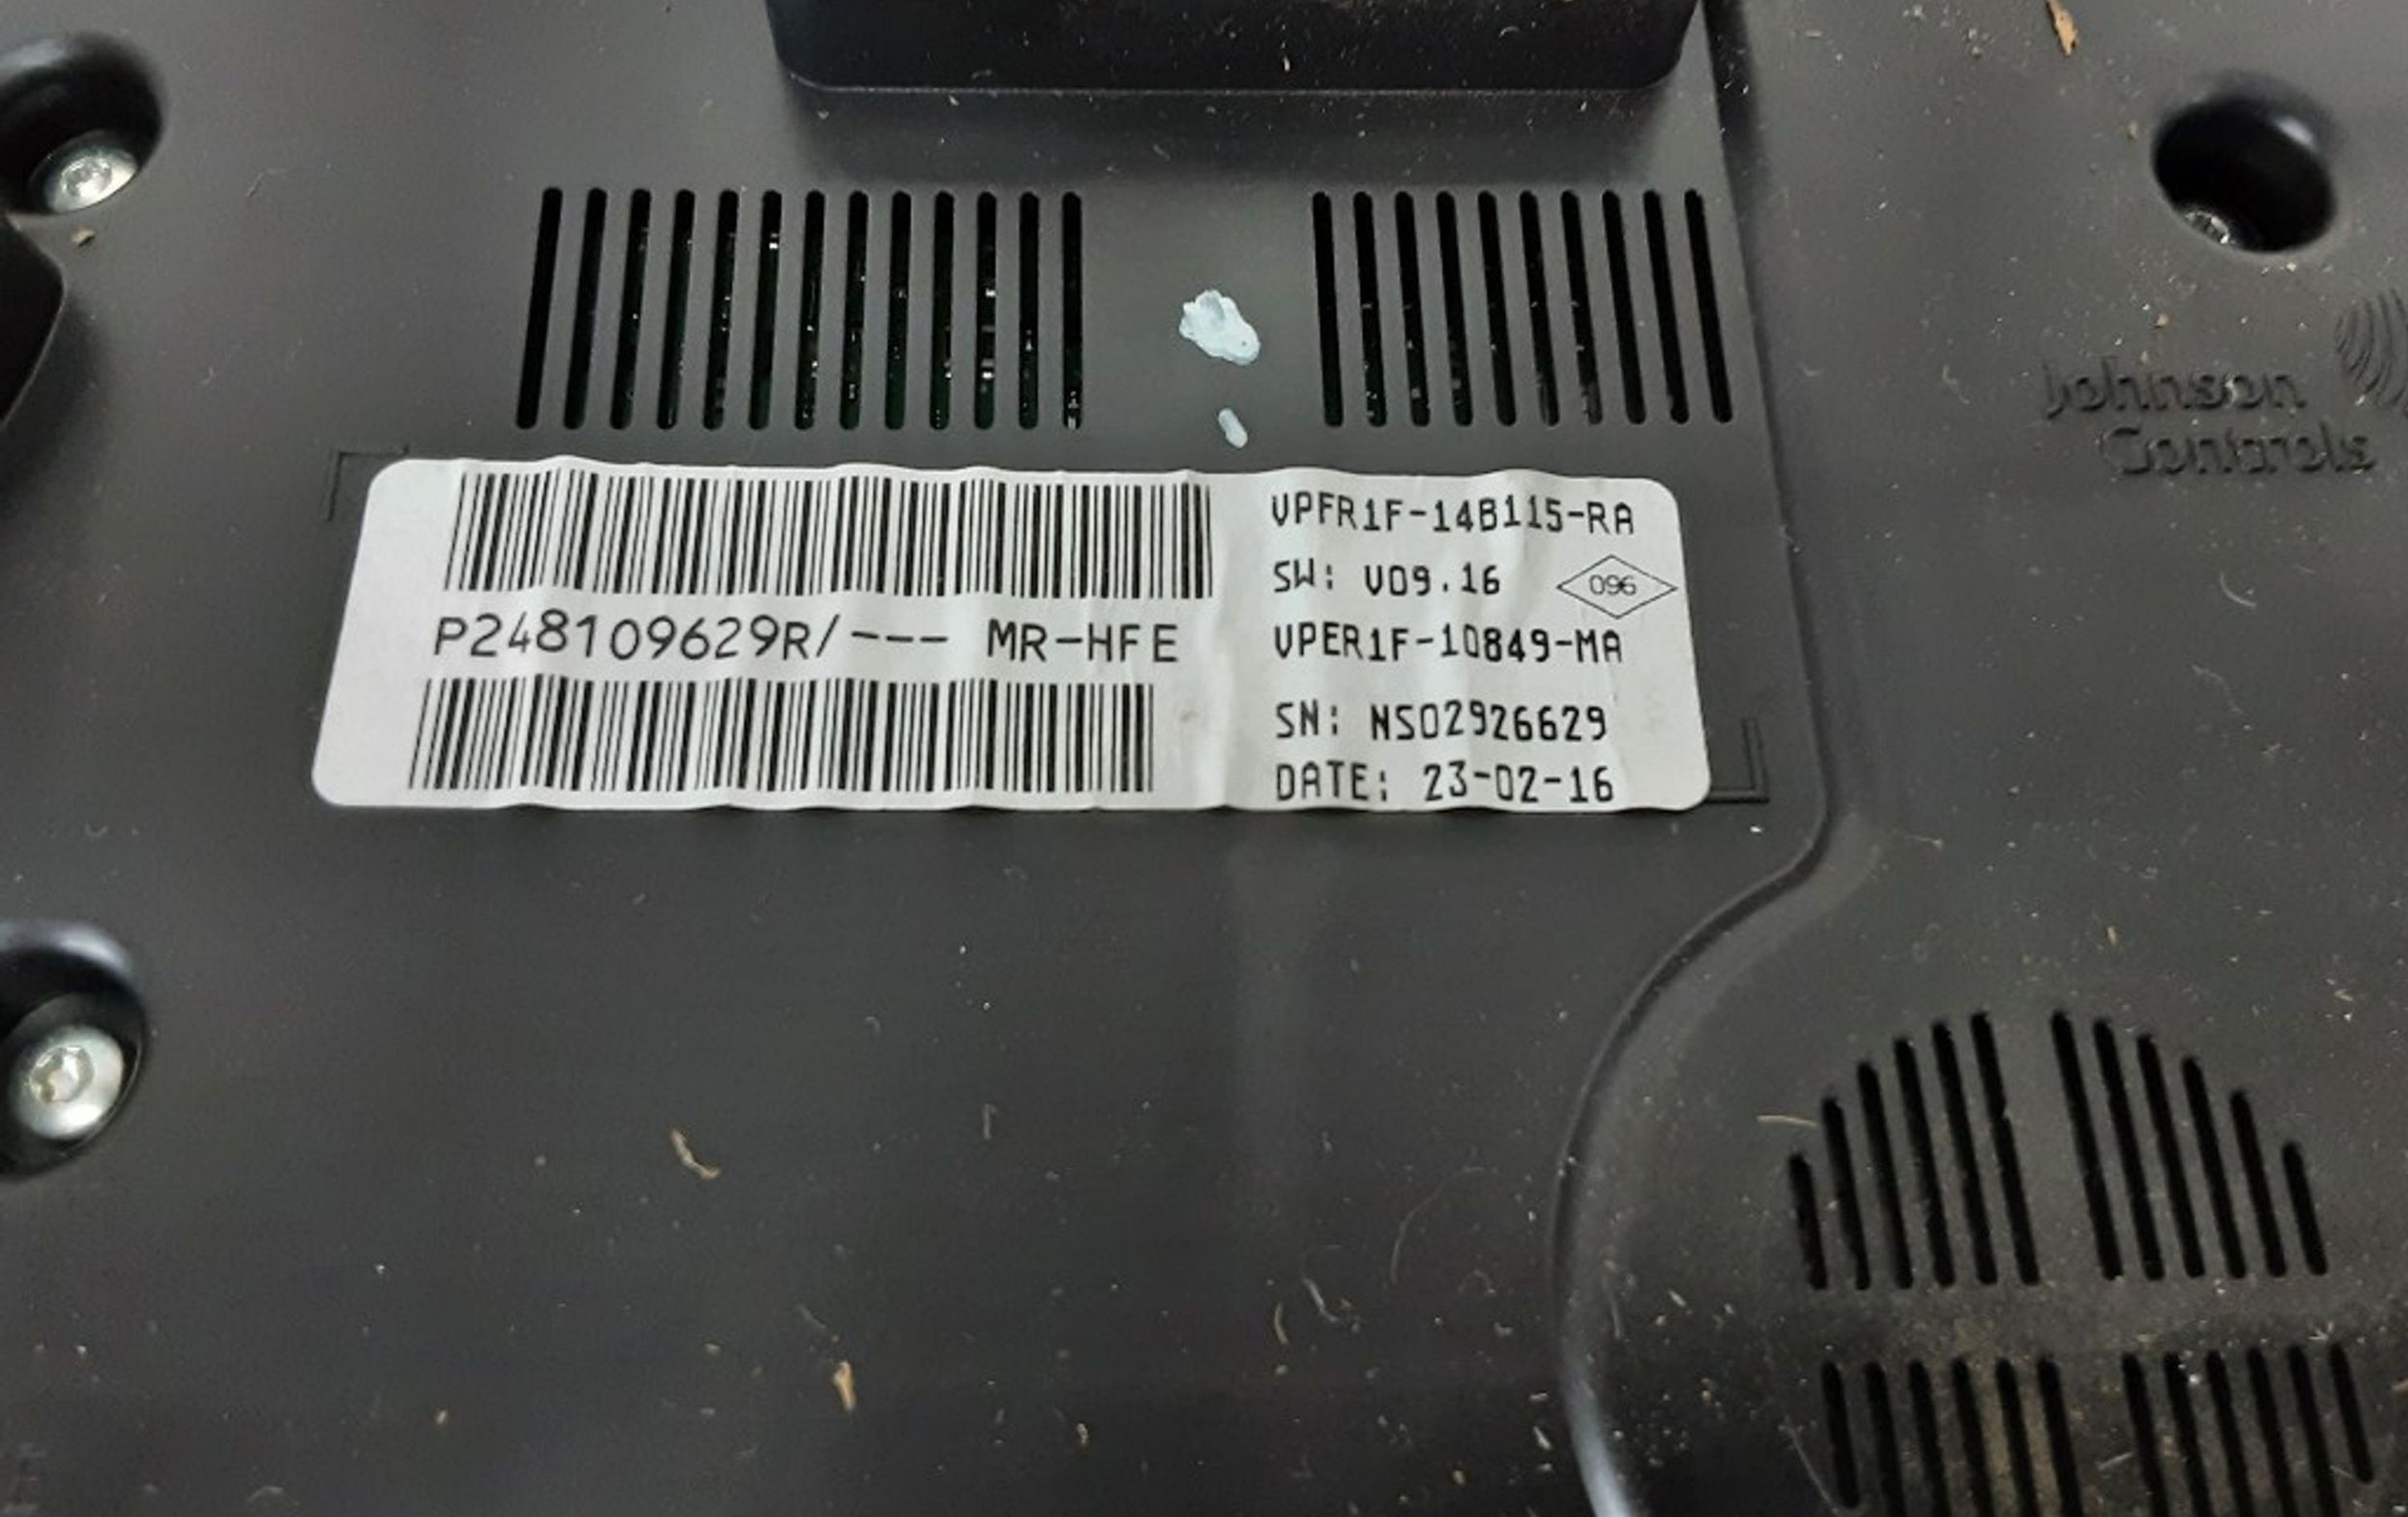 Johnson
Controls
VPFR1F-14B115-RA
SW: V09.16
096
P248109629R/--- MR-HFE
VPER1F-10849-MA
SN: NS02926629
DATE: 23-02-16